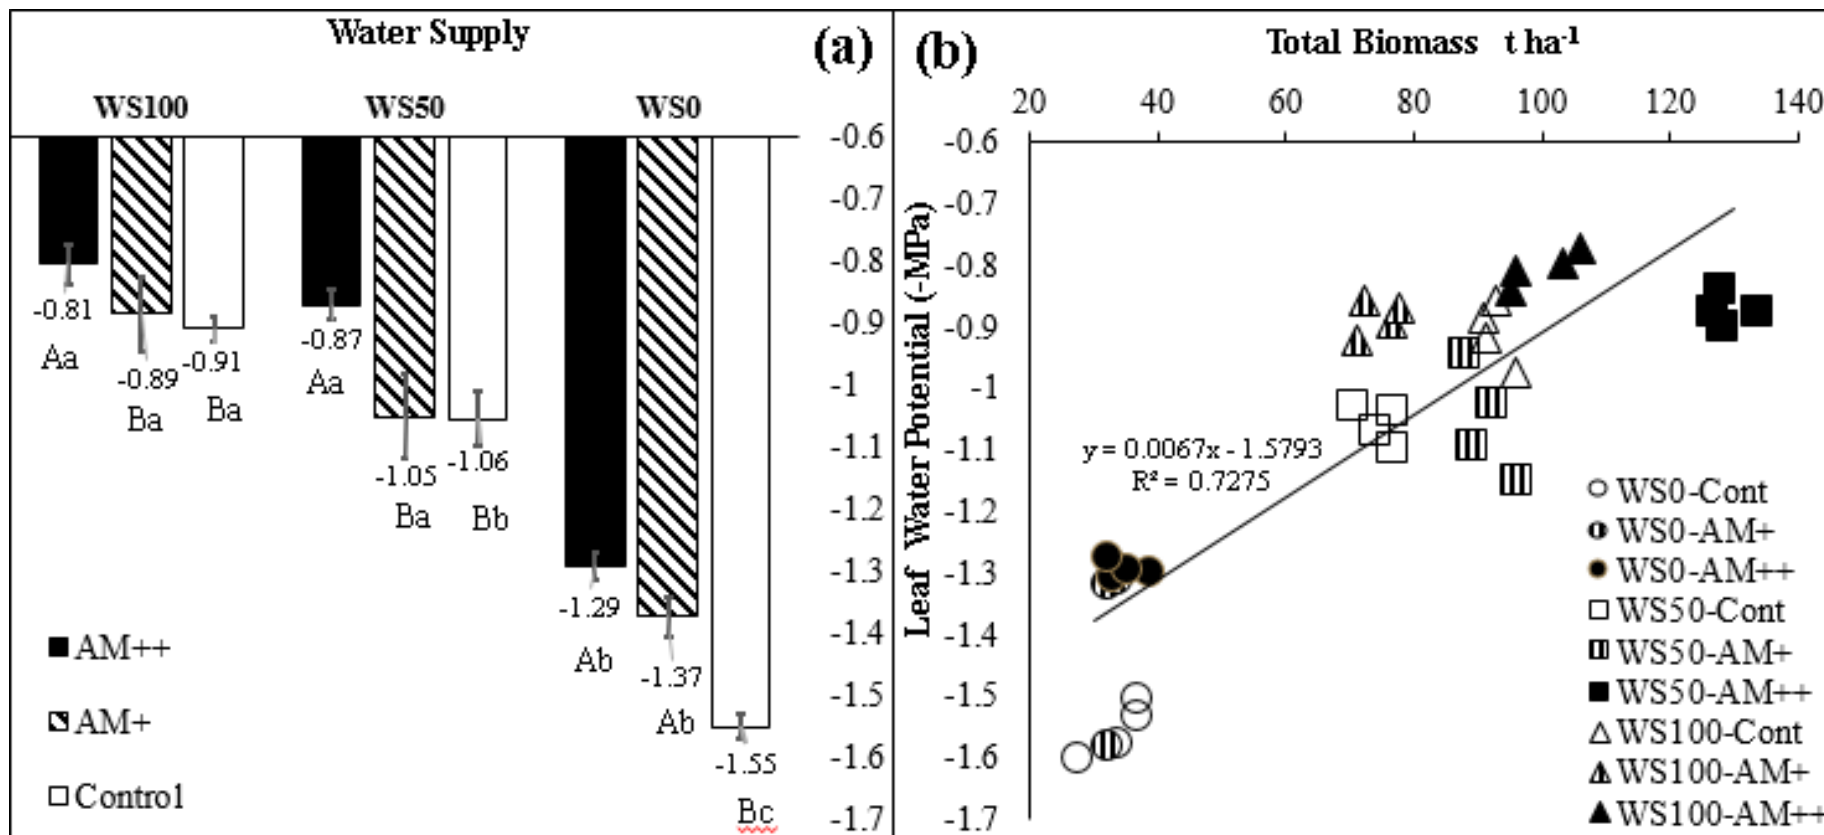 Water Supply
(a)
WS100 WS50 WS0
-0.6
-0.7
-0.8
-0.9
-1
-1.1
-1.2
-1.3
-1.4
-1.5
-1.6
-1.7
-0.81
Aa
-0.89
Ba
-0.91
Ba
-0.87
Aa
-1.05
Ba
-1.06
Bb
-1.29
Ab
-1.37
Ab
-1.55
Bc
AM++
AM+
Control
(b)
Total Biomass t ha-1
20 40 60 80 100 120 140
Leaf Water Potential (-MPa)
-0.6
-0.7
-0.8
-0.9
-1
-1.1
-1.2
-1.3
-1.4
-1.5
-1.6
-1.7
y = 0.0067x - 1.5793
R² = 0.7275
WS0-Cont
WS0-AM+
WS0-AM++
WS50-Cont
WS50-AM+
WS50-AM++
WS100-Cont
WS100-AM+
WS100-AM++